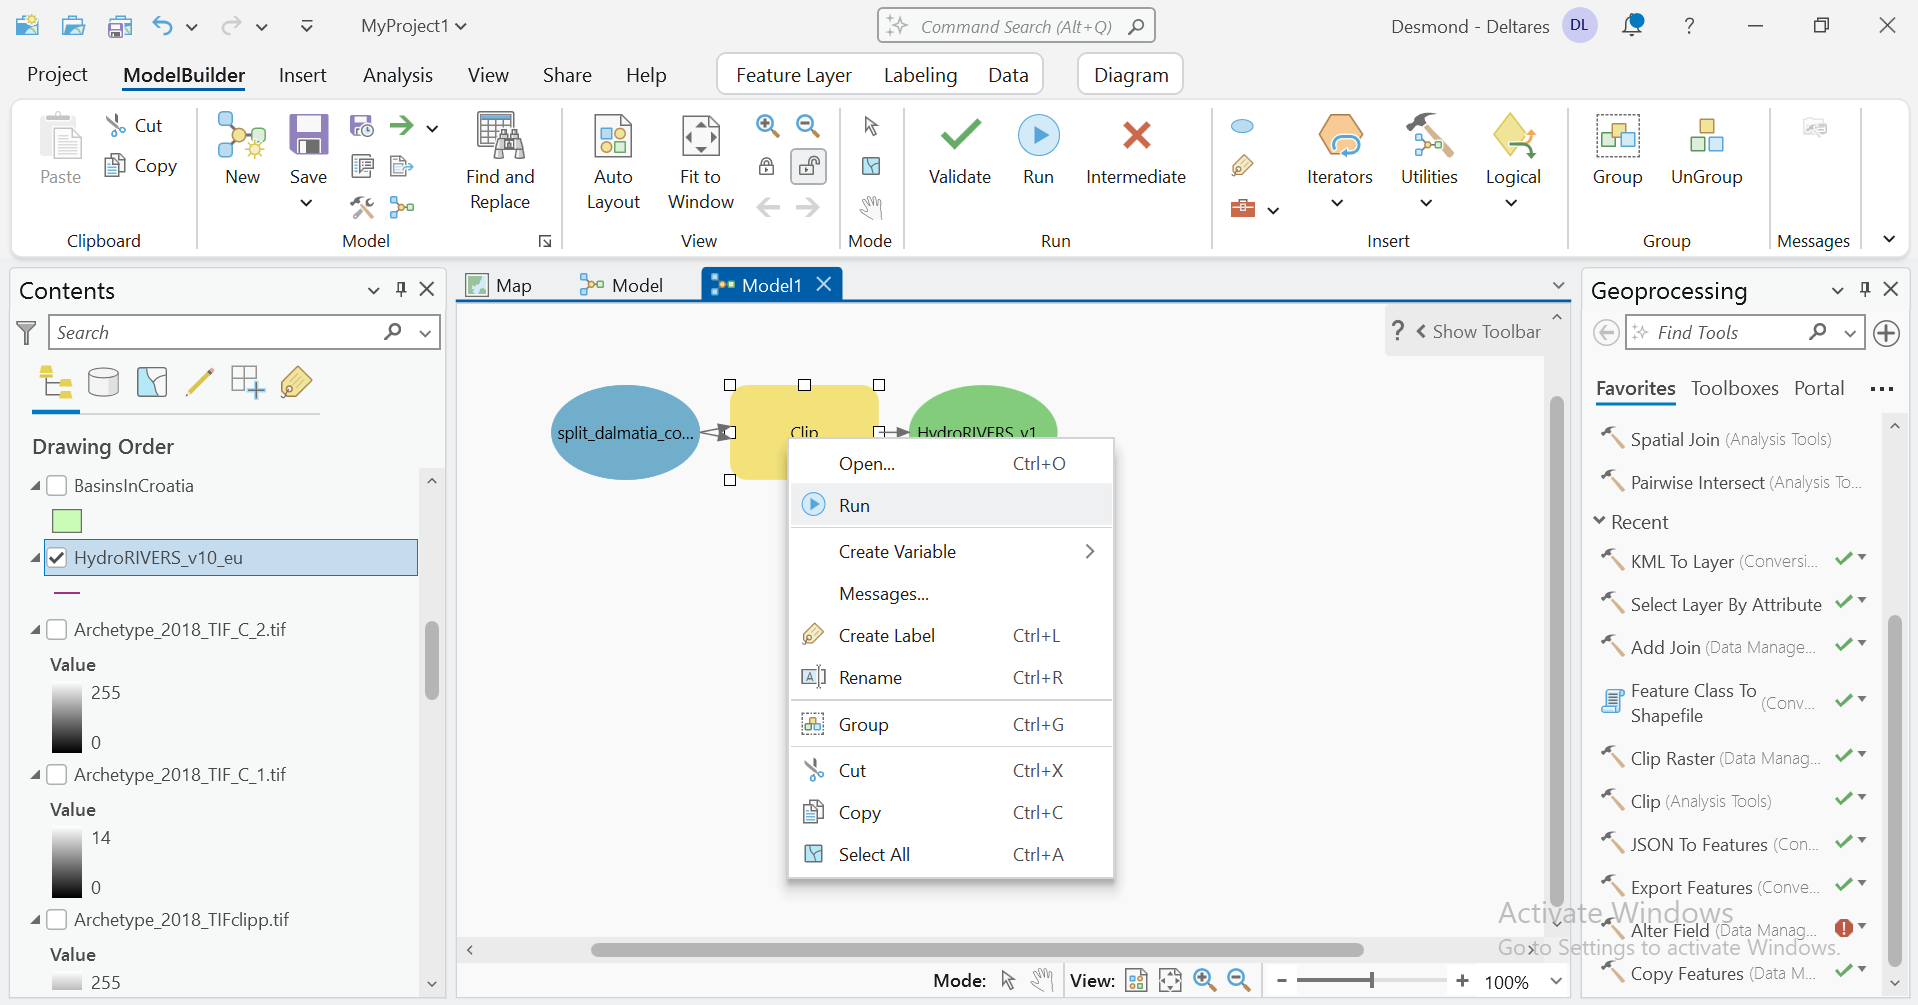 MyProject1
Command Search (Alt+Q)
Desmond - Deltares
DL
?
Project
ModelBuilder
Insert
Analysis
View
Share
Help
Feature Layer
Labeling
Data
Diagram
Paste
Cut
Copy
Clipboard
New
Save
Find and
Replace
Model
Auto
Layout
Fit to
Window
View
Mode
Validate
Run
Intermediate
Run
Iterators
Utilities
Logical
Insert
Group
UnGroup
Group
Messages
Contents
Search
Drawing Order
BasinsInCroatia
HydroRIVERS_v10_eu
Archetype_2018_TIF_C_2.tif
Value
255
0
Archetype_2018_TIF_C_1.tif
Value
14
0
Archetype_2018_TIFclipp.tif
Value
255
Map
Model
Model1
? Show Toolbar
split_dalmatia_co...
Clip
HydroRIVERS_v1
Open... Ctrl+O
Run
Create Variable
Messages...
Create Label Ctrl+L
Rename Ctrl+R
Group Ctrl+G
Cut Ctrl+X
Copy Ctrl+C
Select All Ctrl+A
Mode:
View:
100%
Geoprocessing
Find Tools
Favorites
Toolboxes
Portal
Spatial Join (Analysis Tools)
Pairwise Intersect (Analysis To...
Recent
KML To Layer (Conversi...
Select Layer By Attribute
Add Join (Data Manage...
Feature Class To
Shapefile (Conv...
Clip Raster (Data Manag...
Clip (Analysis Tools)
JSON To Features (Con...
Export Features (Conve...
Alter Field (Data Manag...
Copy Features (Data M...
Activate Windows
Go to Settings to activate Windows.